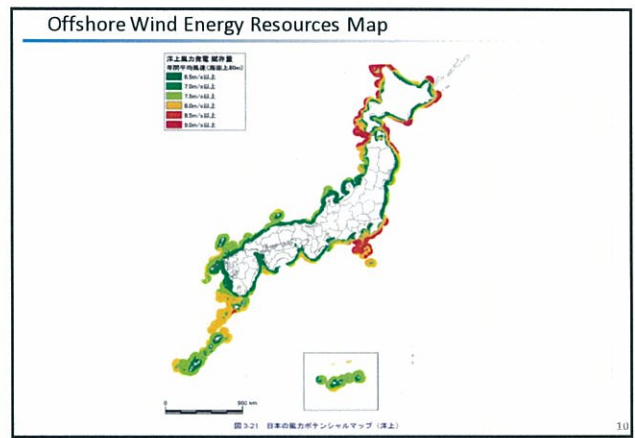 Offshore Wind Energy Resources Map
洋上風力発電 賦存量
年間平均風速(海面上80m)
6.5m/s以上
7.0m/s以上
7.5m/s以上
8.0m/s以上
8.5m/s以上
9.0m/s以上
0
km
図3-21 日本の風力ポテンシャルマップ(洋上)
10